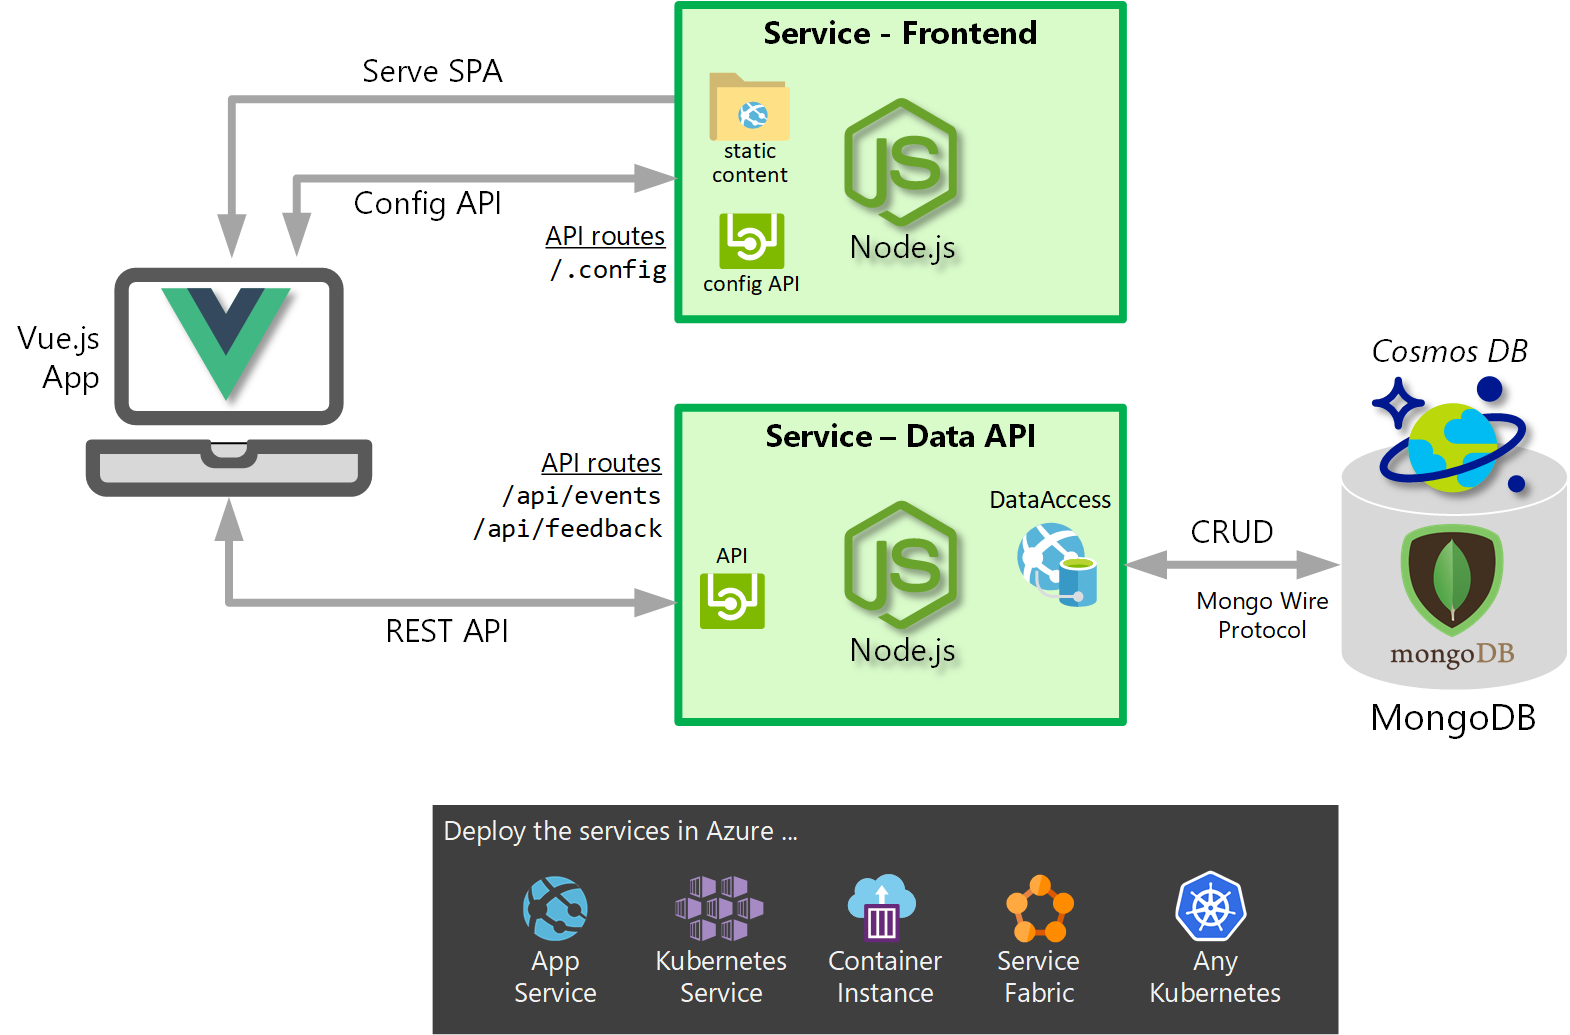 Service - Frontend
Serve SPA
static
content
Config API
API routes
/.config
JS
Node.js
config API
Vue.js
App
Cosmos DB
Service – Data API
API routes
/api/events
/api/feedback
DataAccess
API
JS
Node.js
CRUD
Mongo Wire
Protocol
REST API
mongoDB
MongoDB
Deploy the services in Azure ...
App
Service
Kubernetes
Service
Container
Instance
Service
Fabric
Any
Kubernetes